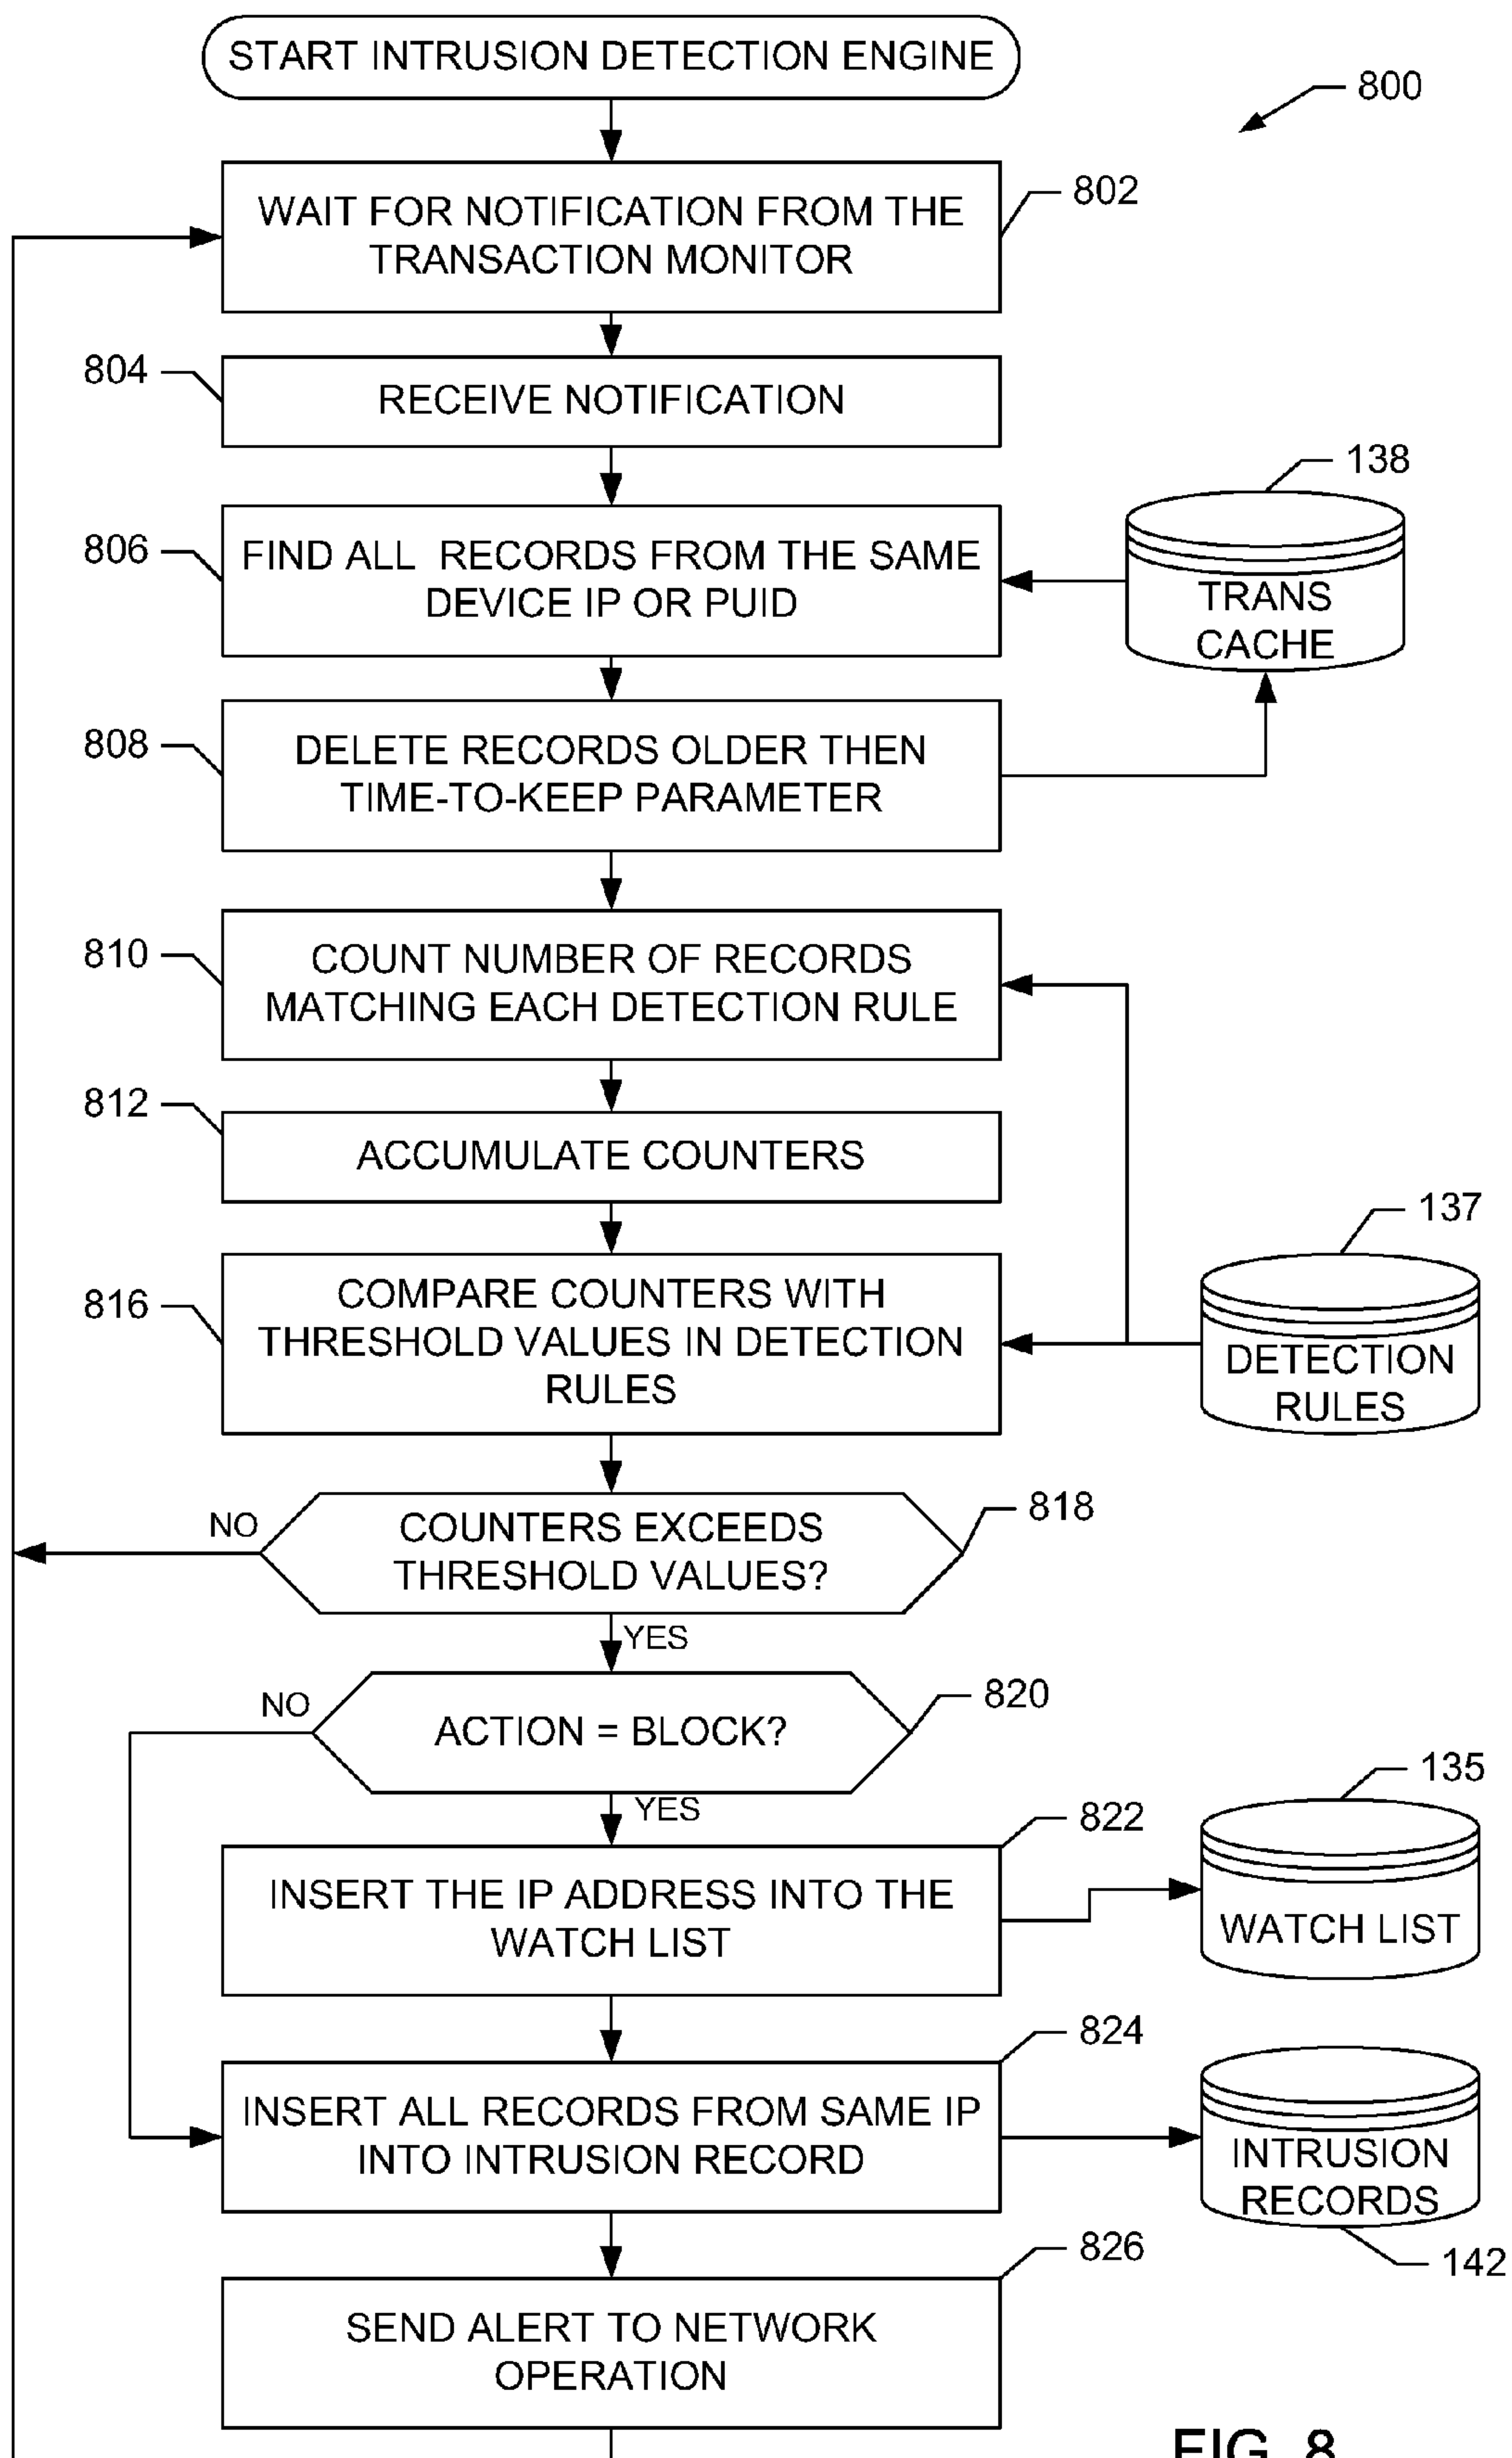 START INTRUSION DETECTION ENGINE
800
WAIT FOR NOTIFICATION FROM THE
TRANSACTION MONITOR
802
804
RECEIVE NOTIFICATION
138
806
FIND ALL RECORDS FROM THE SAME
DEVICE IP OR PUID
TRANS
CACHE
808
DELETE RECORDS OLDER THEN
TIME-TO-KEEP PARAMETER
810
COUNT NUMBER OF RECORDS
MATCHING EACH DETECTION RULE
812
ACCUMULATE COUNTERS
137
816
COMPARE COUNTERS WITH
THRESHOLD VALUES IN DETECTION
RULES
DETECTION
RULES
818
NO
COUNTERS EXCEEDS
THRESHOLD VALUES?
YES
820
NO
ACTION = BLOCK?
YES
135
822
INSERT THE IP ADDRESS INTO THE
WATCH LIST
WATCH LIST
824
INSERT ALL RECORDS FROM SAME IP
INTO INTRUSION RECORD
INTRUSION
RECORDS
142
826
SEND ALERT TO NETWORK
OPERATION
FIG. 8